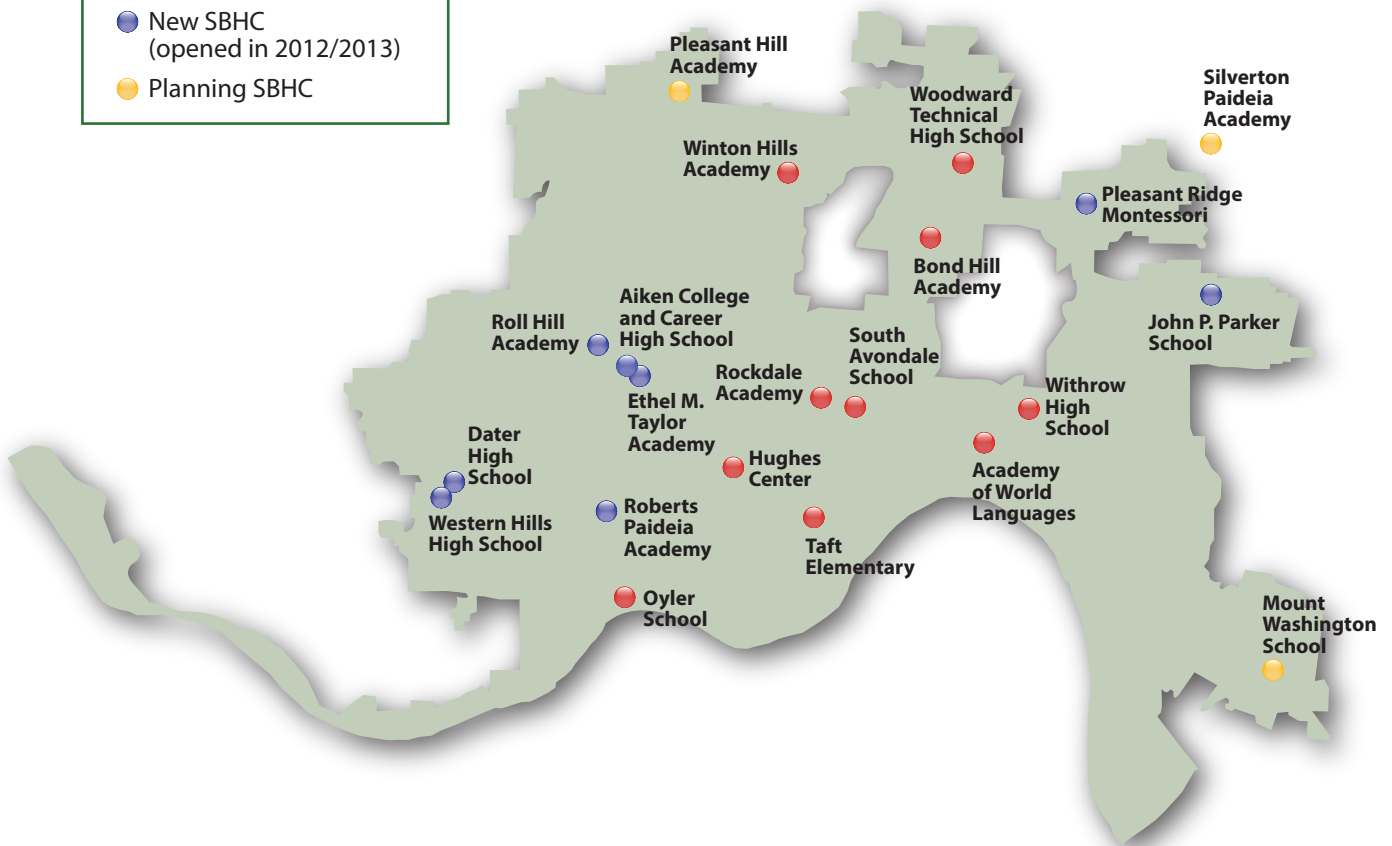 New SBHC
(opened in 2012/2013)
Planning SBHC
Pleasant Hill
Academy
Silverton
Paideia
Academy
Woodward
Technical
High School
Winton Hills
Academy
Pleasant Ridge
Montessori
Bond Hill
Academy
Aiken College
and Career
High School
Roll Hill
Academy
John P. Parker
School
South
Avondale
School
Rockdale
Academy
Withrow
High
School
Ethel M.
Taylor
Academy
Dater
High
School
Hughes
Center
Academy
of World
Languages
Western Hills
High School
Roberts
Paideia
Academy
Taft
Elementary
Oyler
School
Mount
Washington
School